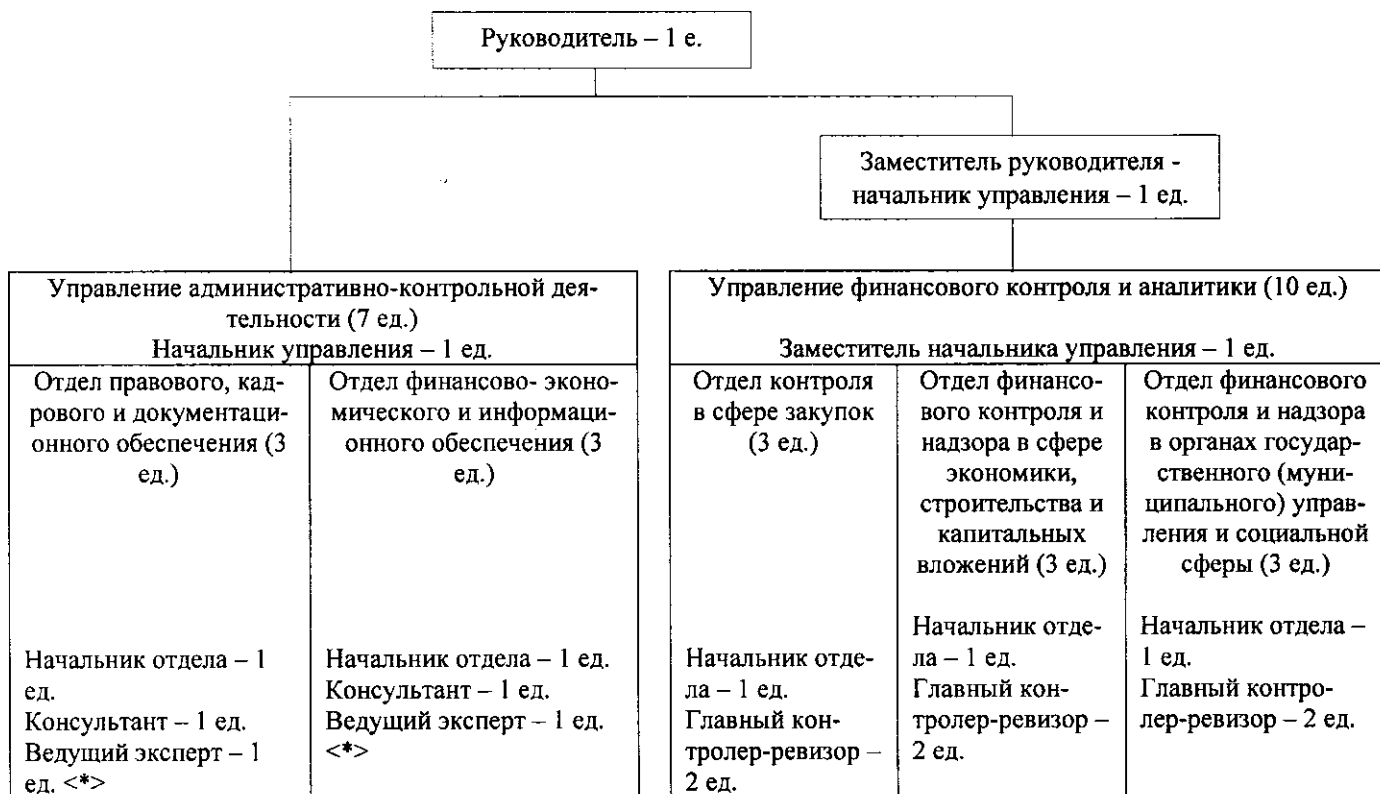 Руководитель – 1 е.
Заместитель руководителя -
начальник управления – 1 ед.
Управление административно-контрольной дея-
тельности (7 ед.)
Начальник управления – 1 ед.
Управление финансового контроля и аналитики (10 ед.)
Заместитель начальника управления – 1 ед.
Отдел правового, кад-
рового и документаци-
онного обеспечения (3
ед.)
Начальник отдела – 1
ед.
Консультант – 1 ед.
Ведущий эксперт – 1
ед. <*>
Отдел финансово- эконо-
мического и информаци-
онного обеспечения (3
ед.)
Начальник отдела – 1 ед.
Консультант – 1 ед.
Ведущий эксперт – 1 ед.
<*>
Отдел контроля
в сфере закупок
(3 ед.)
Начальник отде-
ла – 1 ед.
Главный кон-
тролер-ревизор –
2 ед.
Отдел финансо-
вого контроля и
надзора в сфере
экономики,
строительства и
капитальных
вложений (3 ед.)
Начальник отде-
ла – 1 ед.
Главный кон-
тролер-ревизор –
2 ед.
Отдел финансового
контроля и надзора
в органах государ-
ственного (муни-
ципального) управ-
ления и социальной
сферы (3 ед.)
Начальник отдела –
1 ед.
Главный контро-
лер-ревизор – 2 ед.